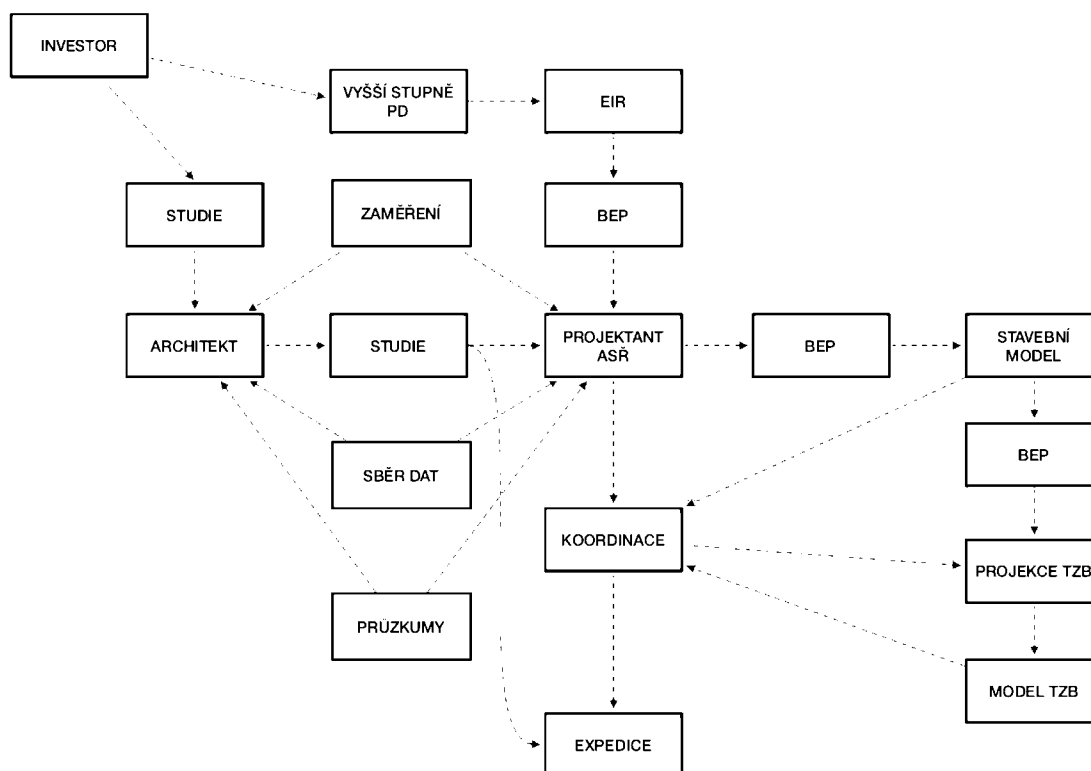 INVESTOR
VYŠŠÍ STUPNĚ
PD
EIR
STUDIE
ZAMĚŘENÍ
BEP
ARCHITEKT
STUDIE
PROJEKTANT
ASŘ
BEP
STAVEBNÍ
MODEL
SBĚR DAT
BEP
KOORDINACE
PROJEKCE TZB
PRŮZKUMY
MODEL TZB
EXPEDICE